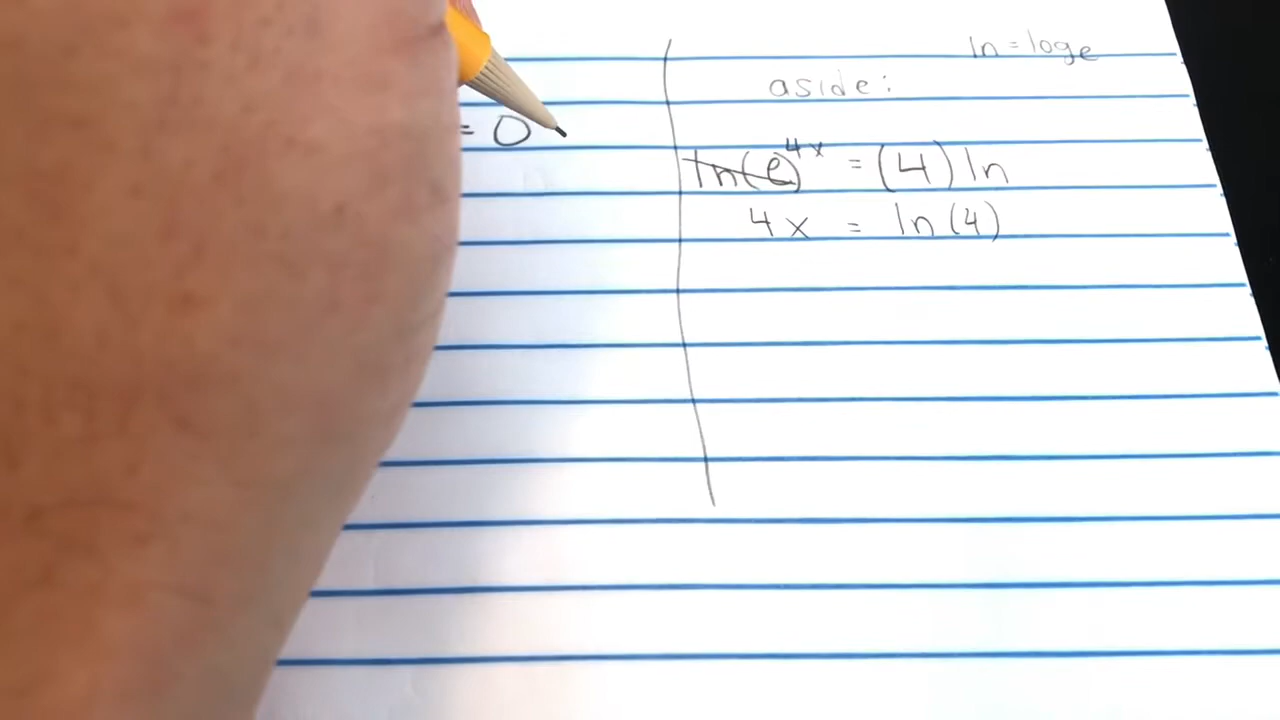 = 0
ln = logₑ
aside:
ln(e)⁴ˣ = (4) ln
4x = ln(4)